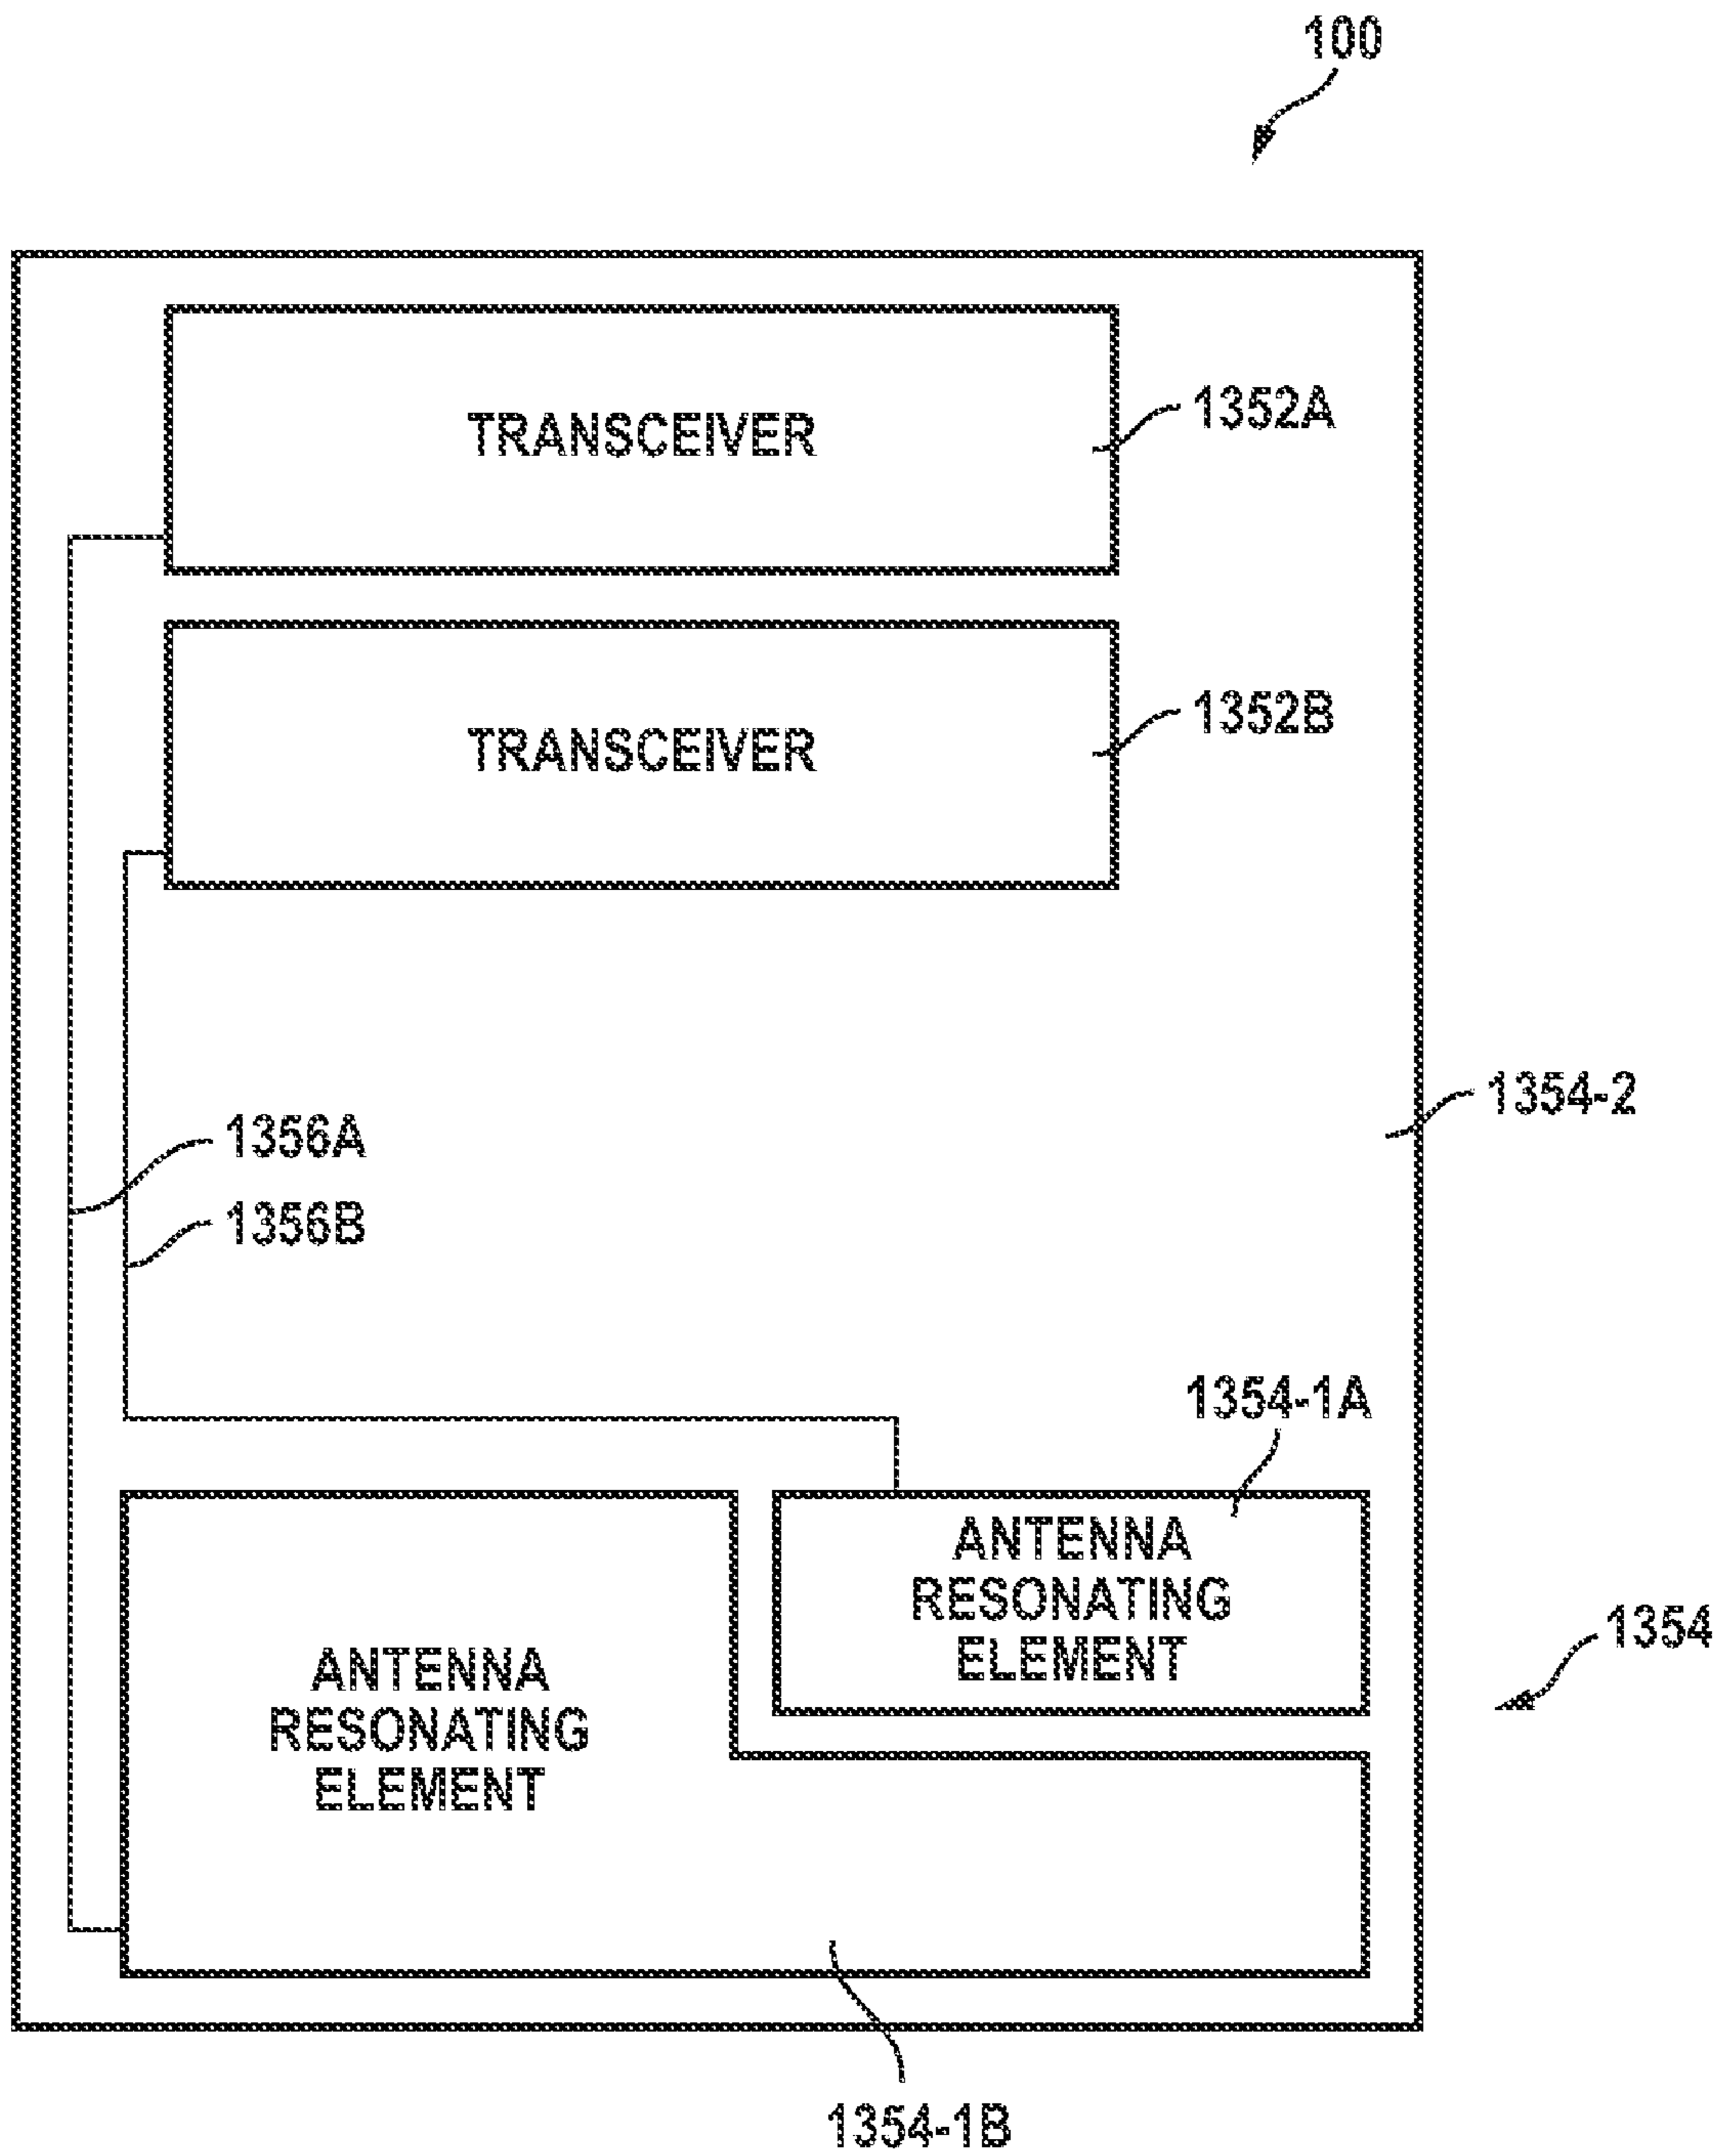 100
TRANSCEIVER
1352A
TRANSCEIVER
1352B
1354-2
1356A
1356B
1354-1A
ANTENNA
RESONATING
ELEMENT
1354
ANTENNA
RESONATING
ELEMENT
1354-1B